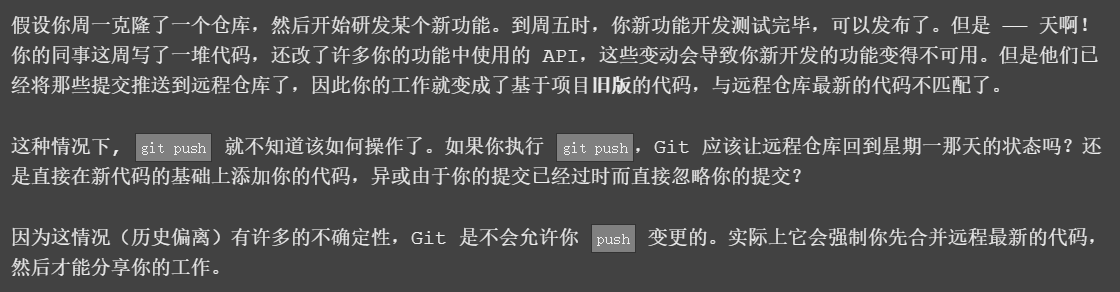 假设你周一克隆了一个仓库，然后开始研发某个新功能。到周五时，你新功能开发测试完毕，可以发布了。但是 —— 天啊！
你的同事这周写了一堆代码，还改了许多你的功能中使用的 API，这些变动会导致你新开发的功能变得不可用。但是他们已
经将那些提交推送到远程仓库了，因此你的工作就变成了基于项目旧版的代码，与远程仓库最新的代码不匹配了。
这种情况下, git push 就不知道该如何操作了。如果你执行 git push，Git 应该让远程仓库回到星期一那天的状态吗？还
是直接在新代码的基础上添加你的代码，异或由于你的提交已经过时而直接忽略你的提交？
因为这情况（历史偏离）有许多的不确定性，Git 是不会允许你 push 变更的。实际上它会强制你先合并远程最新的代码，
然后才能分享你的工作。